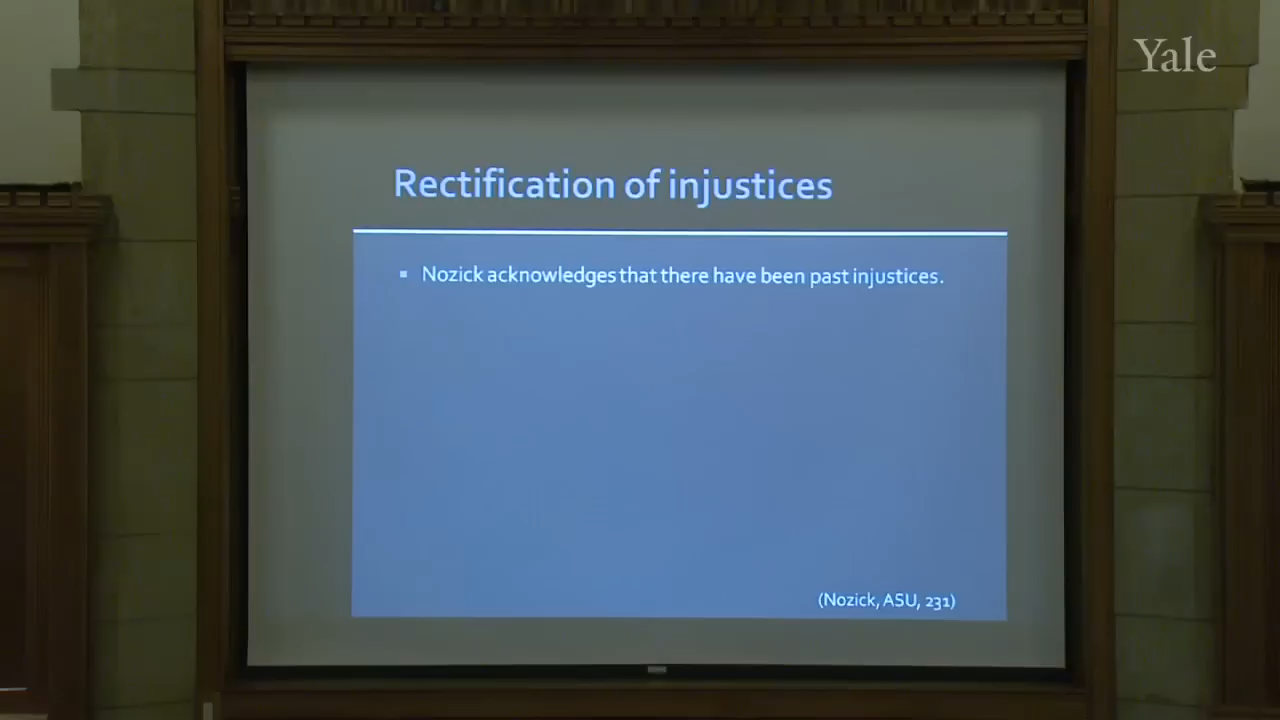 Yale
Rectification of injustices
Nozick acknowledges that there have been past injustices.
(Nozick, ASU, 231)